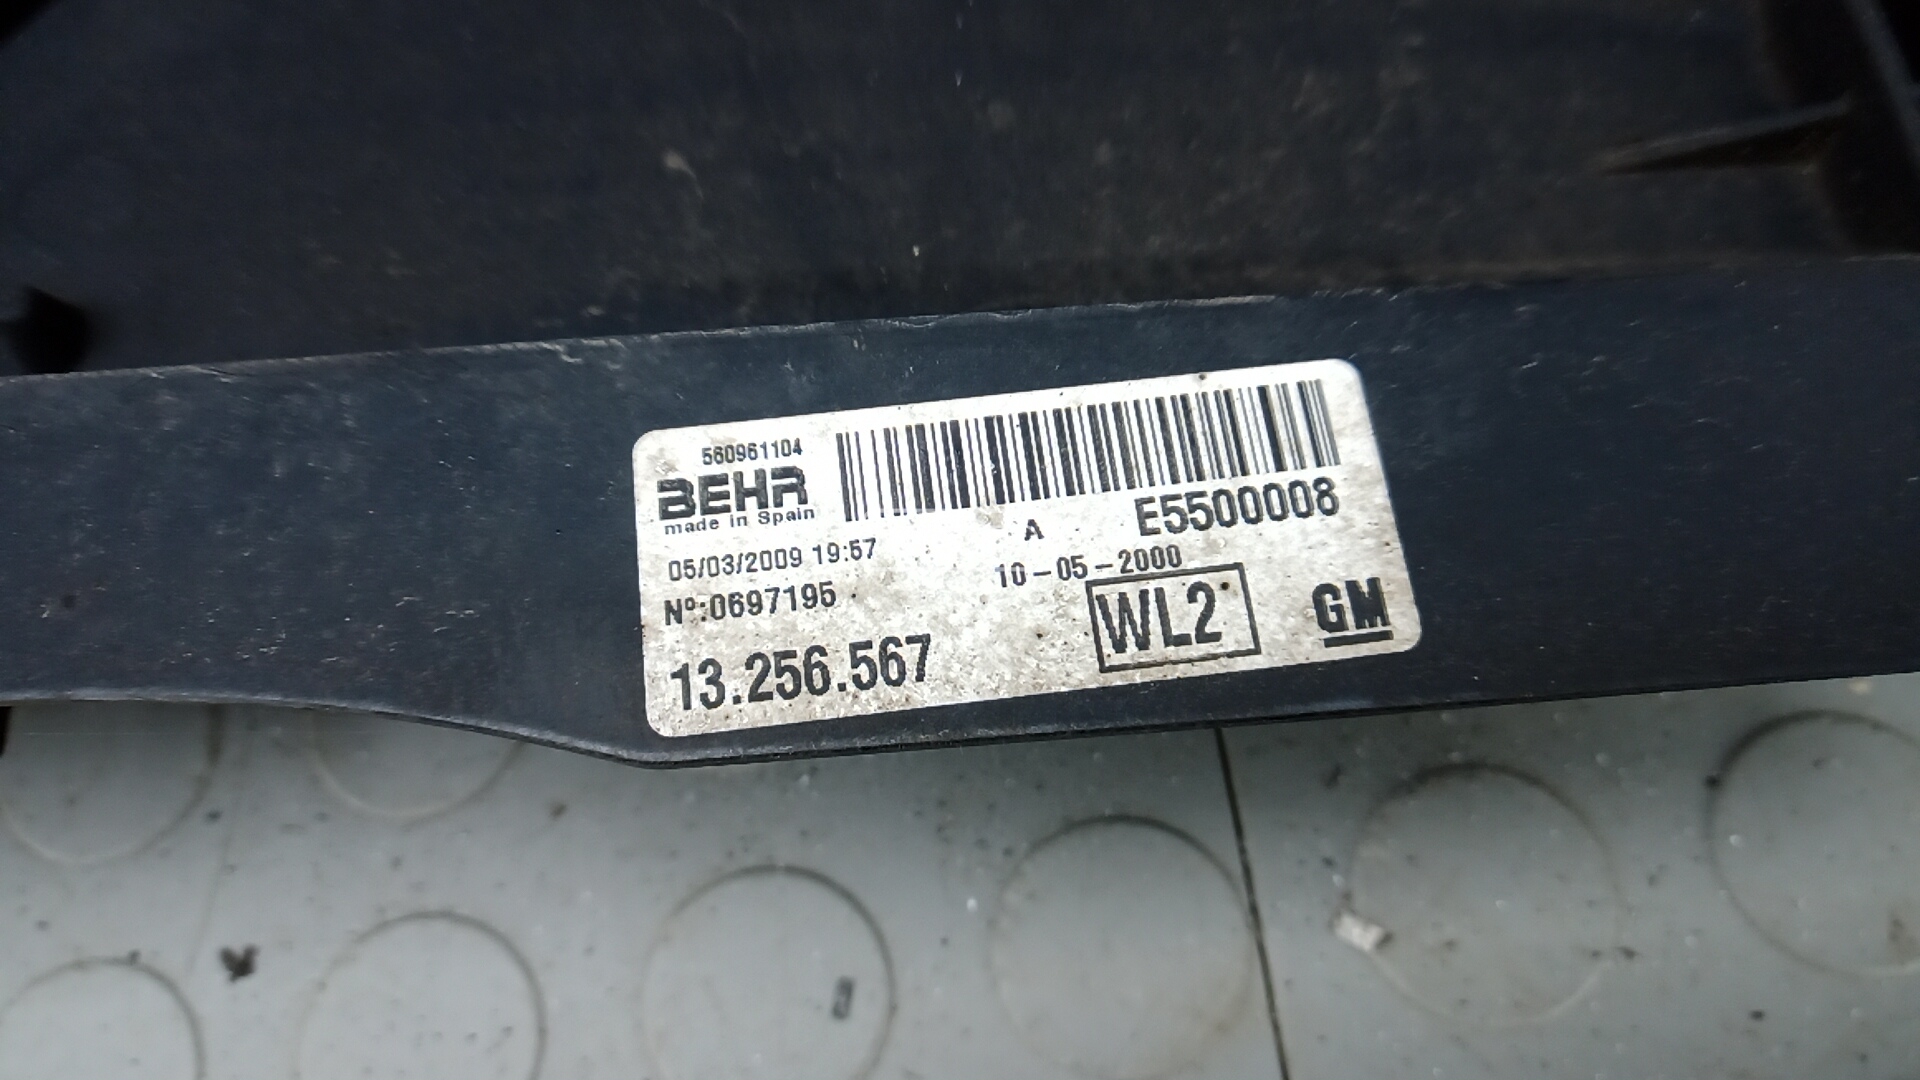 560961104
BEHR
made in Spain
A
E5500008
05/03/2009 19:57
10-05-2000
Nº:0697195
WL2
GM
13.256.567